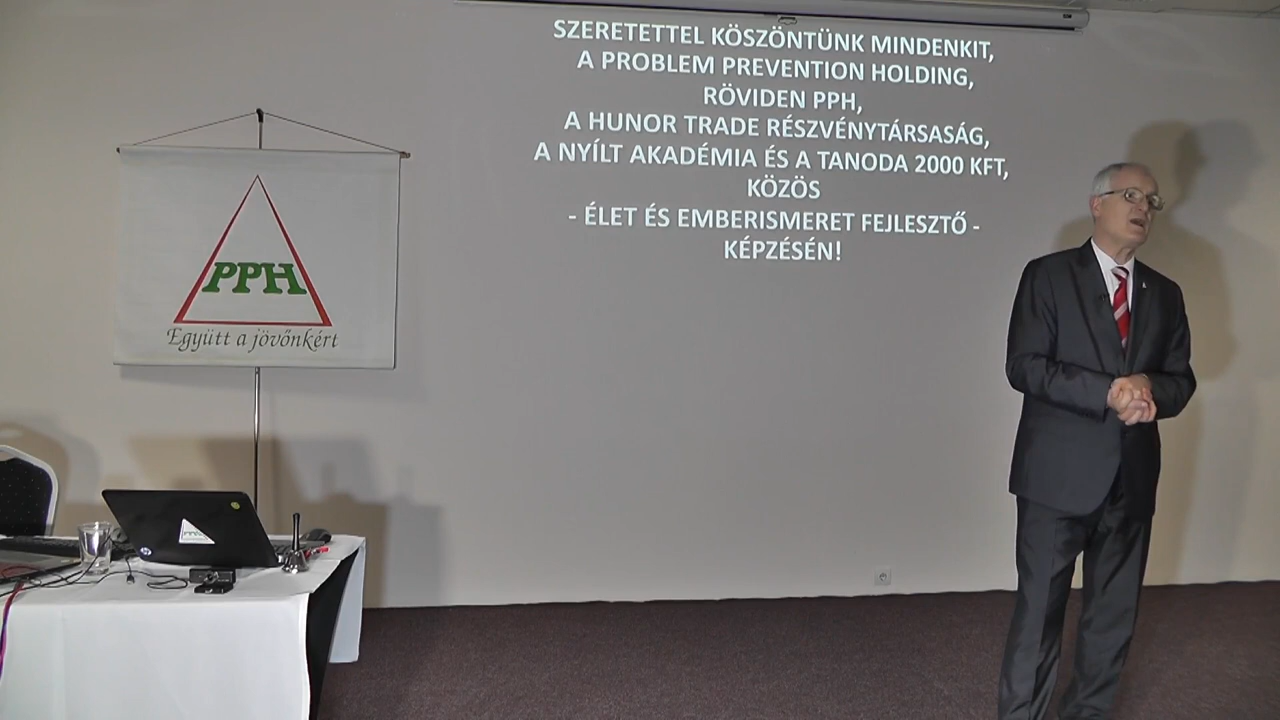 SZERETETTEL KÖSZÖNTÜNK MINDENKIT,
A PROBLEM PREVENTION HOLDING,
RÖVIDEN PPH,
A HUNOR TRADE RÉSZVÉNYTÁRSASÁG,
A NYÍLT AKADÉMIA ÉS A TANODA 2000 KFT,
KÖZÖS
- ÉLET ÉS EMBERISMERET FEJLESZTŐ -
KÉPZÉSÉN!
PPH
Együtt a jövőnkért